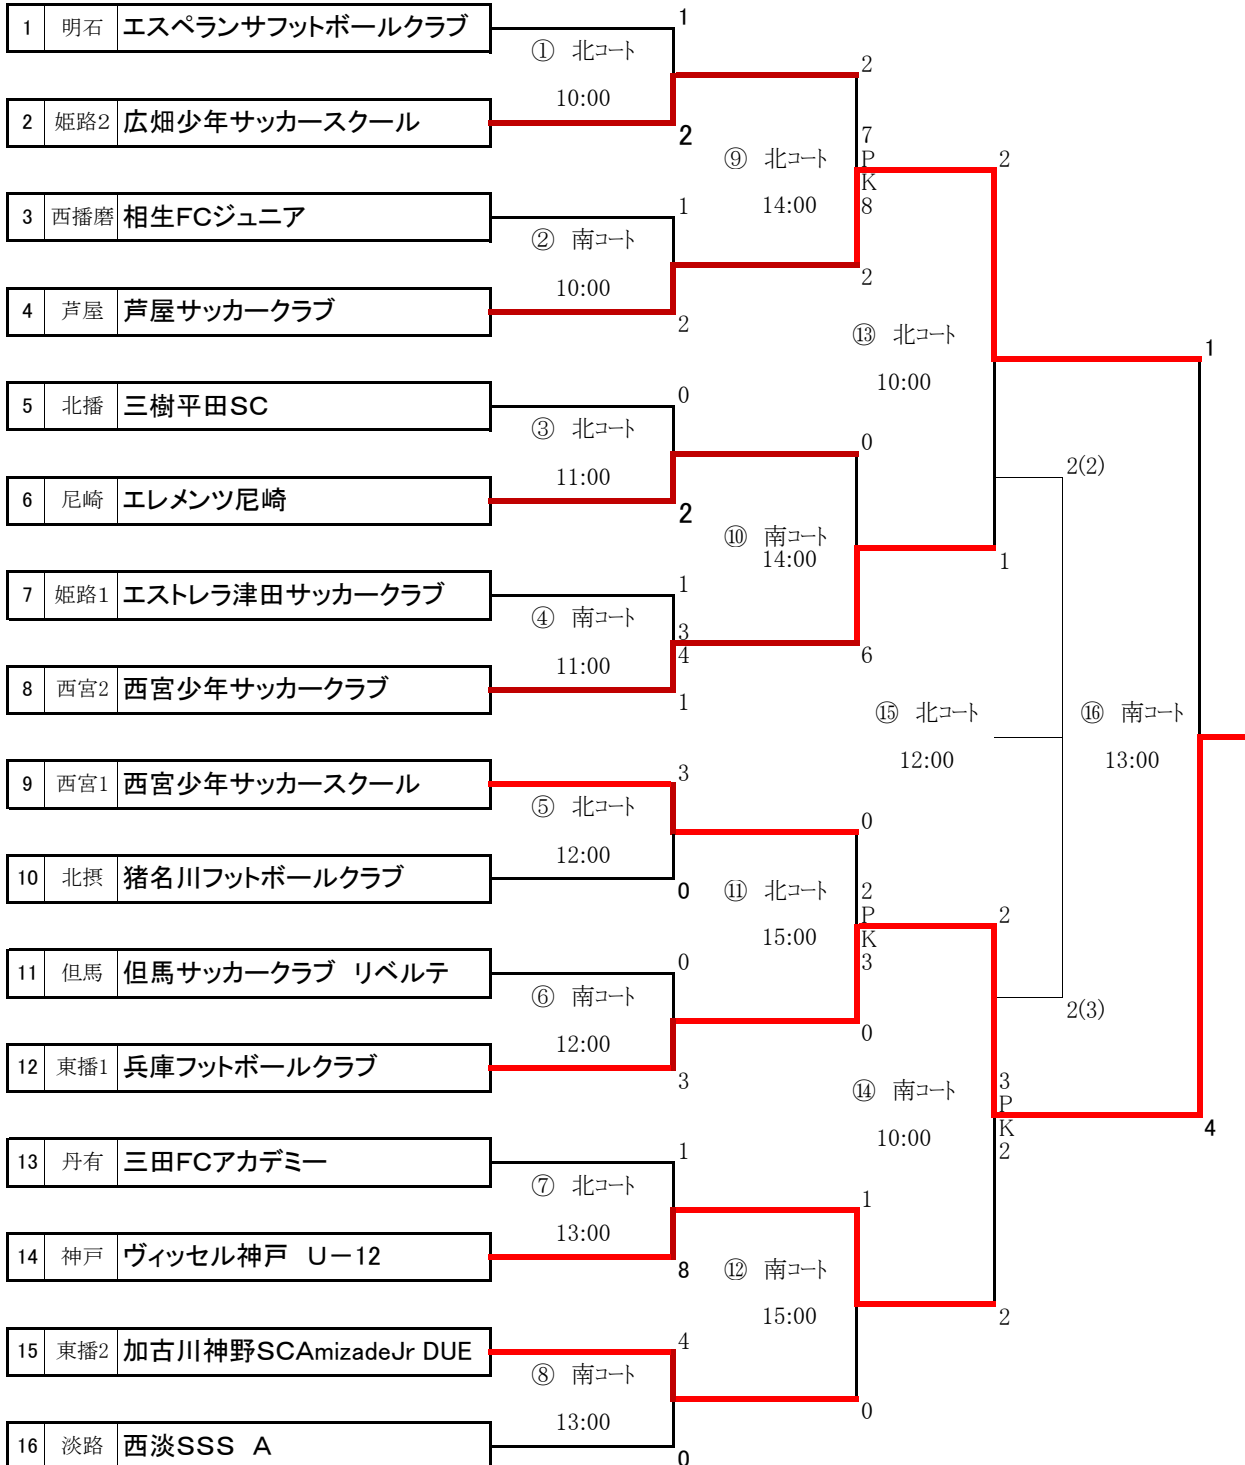 1 明石 エスペランサフットボールクラブ
1
① 北コート
10:00
2 姫路2 広畑少年サッカースクール
2
2
⑨ 北コート
14:00
7
P
K
8
2
3 西播磨 相生FCジュニア
1
② 南コート
10:00
4 芦屋 芦屋サッカークラブ
2
2
⑬ 北コート
10:00
1
5 北播 三樹平田SC
0
③ 北コート
11:00
6 尼崎 エレメンツ尼崎
2
0
⑩ 南コート
14:00
2(2)
1
7 姫路1 エストレラ津田サッカークラブ
1
④ 南コート
3
4
11:00
6
8 西宮2 西宮少年サッカークラブ
1
⑮ 北コート
12:00
⑯ 南コート
13:00
9 西宮1 西宮少年サッカースクール
3
⑤ 北コート
12:00
0
10 北摂 猪名川フットボールクラブ
0
⑪ 北コート
15:00
2
P
K
3
2
11 但馬 但馬サッカークラブ リベルテ
0
⑥ 南コート
12:00
0
2(3)
12 東播1 兵庫フットボールクラブ
3
⑭ 南コート
10:00
3
P
K
2
4
13 丹有 三田FCアカデミー
1
⑦ 北コート
13:00
1
14 神戸 ヴィッセル神戸 U－12
8
⑫ 南コート
15:00
2
15 東播2 加古川神野SCAmizadeJr DUE
4
⑧ 南コート
13:00
0
16 淡路 西淡SSS A
0